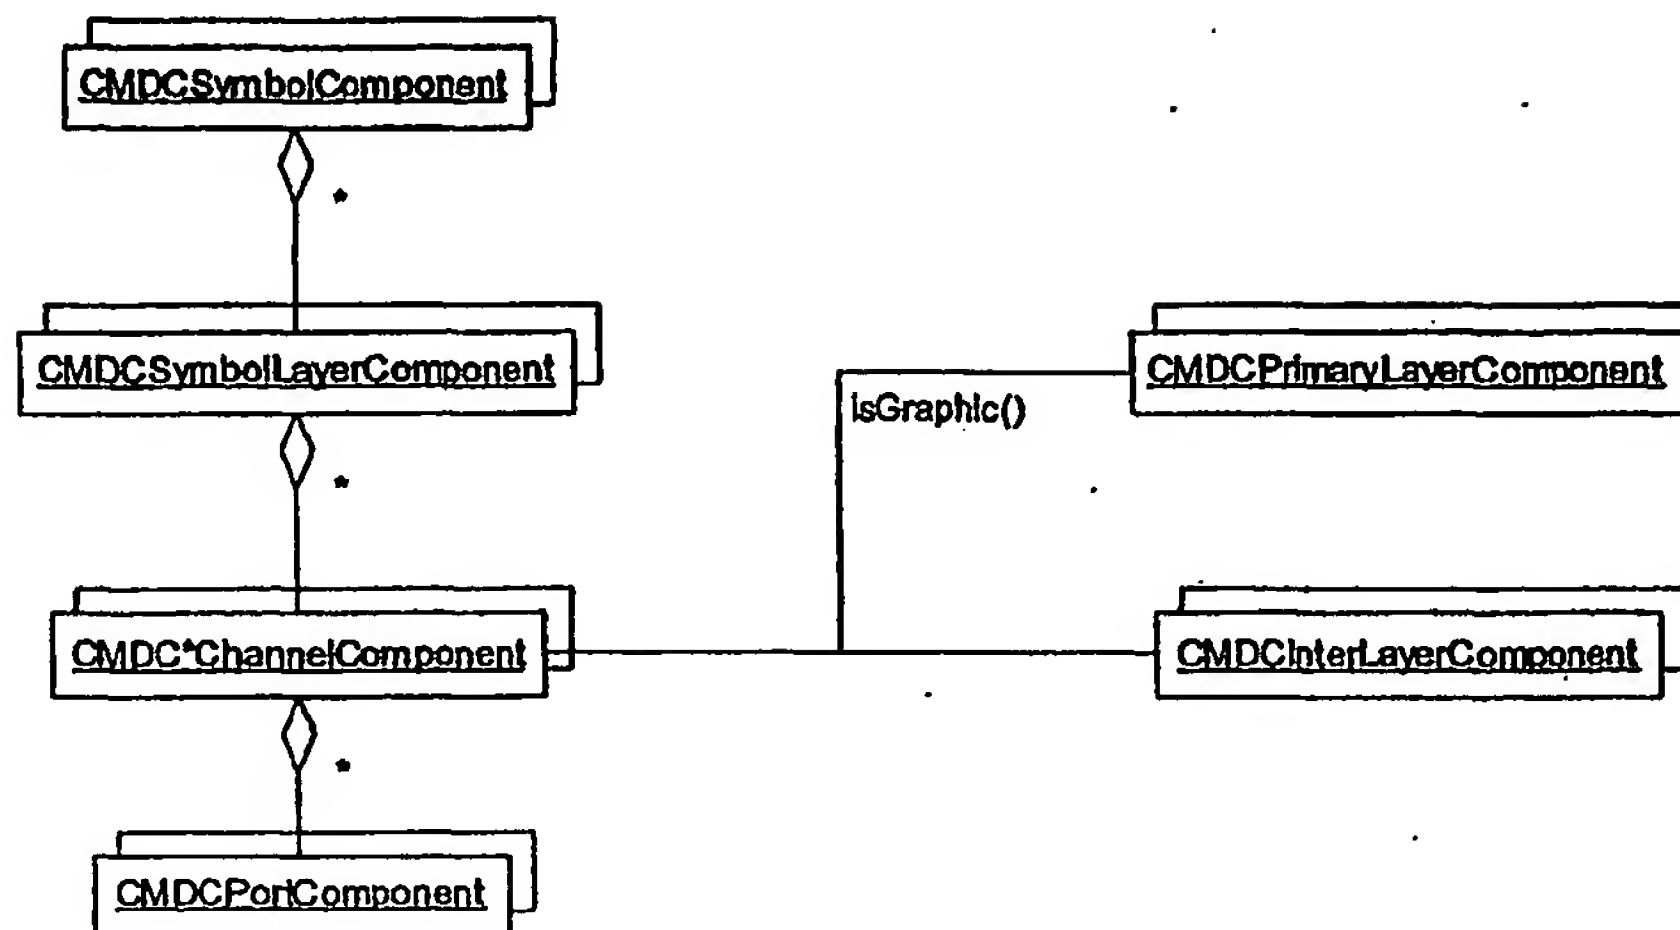 CMDCSymbolComponent
*
CMDCSymbolLayerComponent
CMDCPrimaryLayerComponent
isGraphic()
*
CMDC*ChannelComponent
CMDCInterLayerComponent
*
CMDCPortComponent